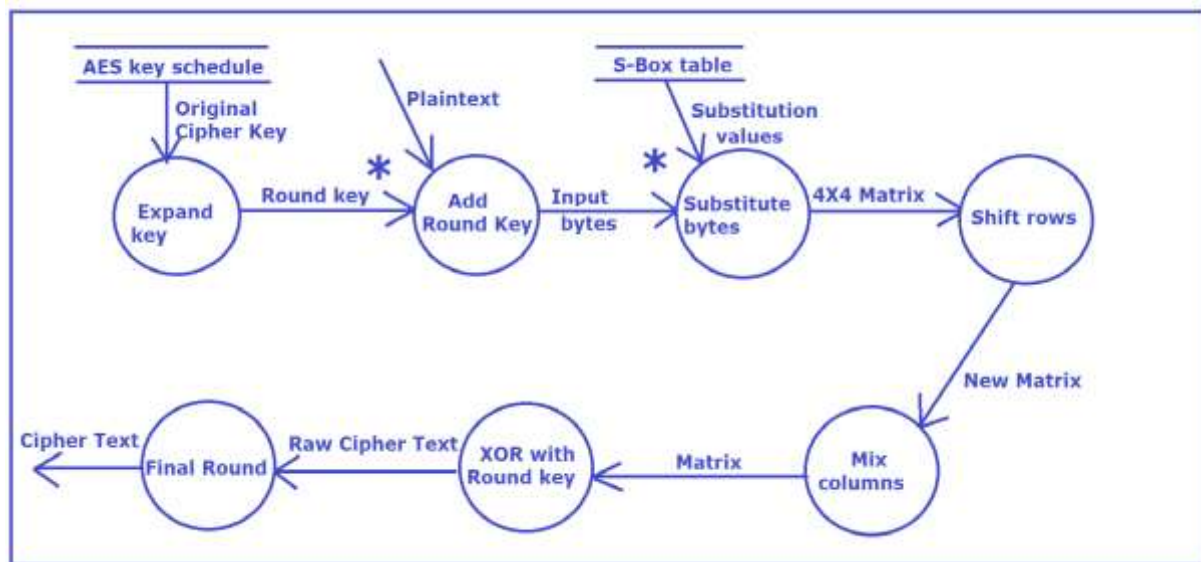 AES key schedule
S-Box table
Original
Cipher Key
Plaintext
Substitution
values
*
*
Expand
key
Round key
Add
Round Key
Input
bytes
Substitute
bytes
4X4 Matrix
Shift rows
New Matrix
Mix
columns
Matrix
XOR with
Round key
Raw Cipher Text
Final Round
Cipher Text